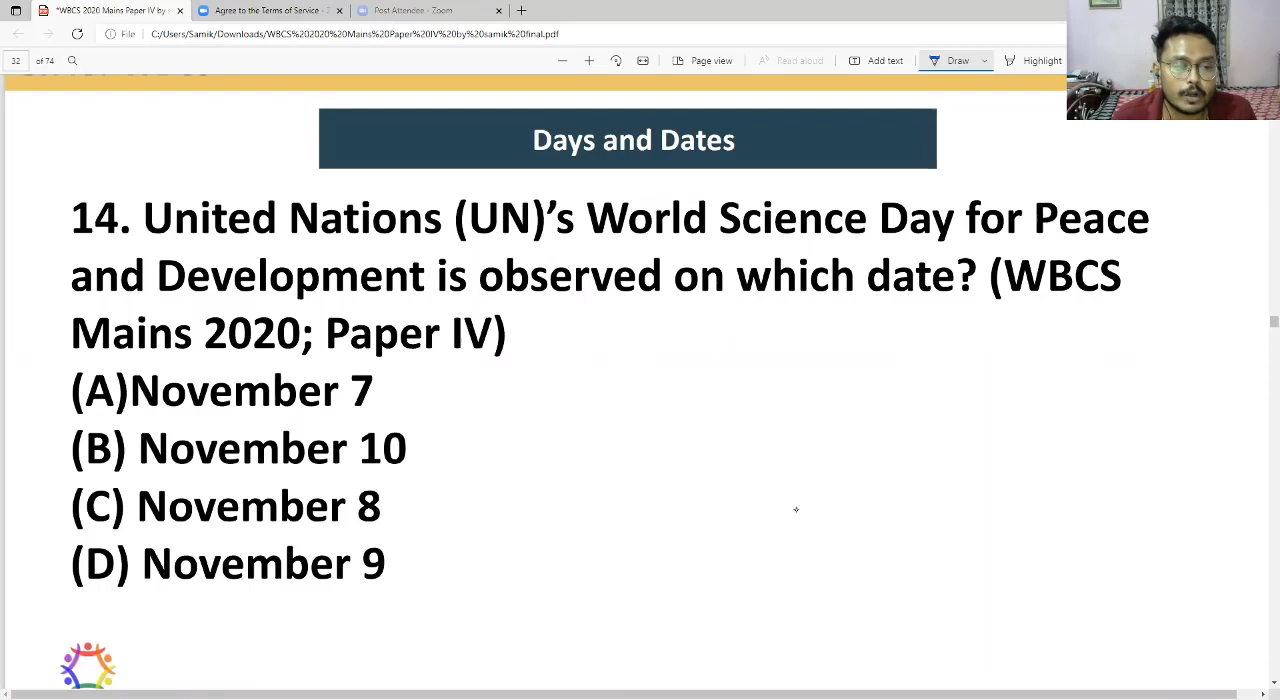 "WBCS 2020 Mains Paper IV by
Agree to the Terms of Service - Z
Post Attendee - Zoom
File
C:/Users/Samik/Downloads/WBCS%202020%20Mains%20Paper%20IV%20by%20samik%20final.pdf
32 of 74
Page view
Read aloud
Add text
Draw
Highlight
Days and Dates
14. United Nations (UN)’s World Science Day for Peace
and Development is observed on which date? (WBCS
Mains 2020; Paper IV)
(A)November 7
(B) November 10
(C) November 8
(D) November 9